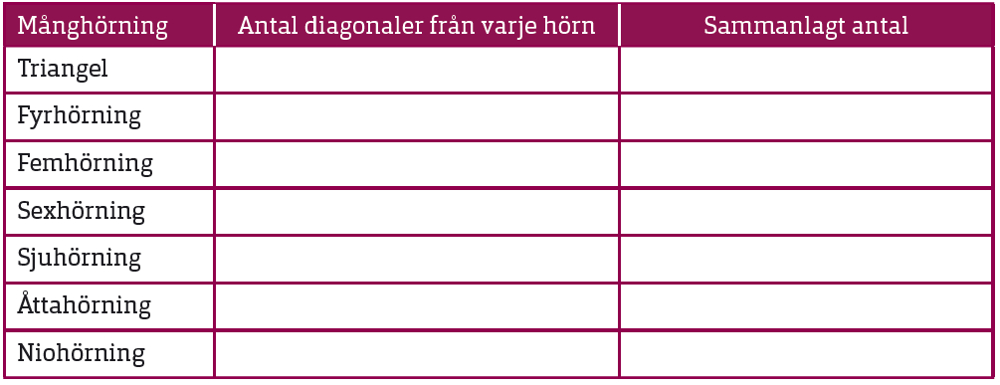 Månghörning Antal diagonaler från varje hörn Sammanlagt antal
Triangel
Fyrhörning
Femhörning
Sexhörning
Sjuhörning
Åttahörning
Niohörning